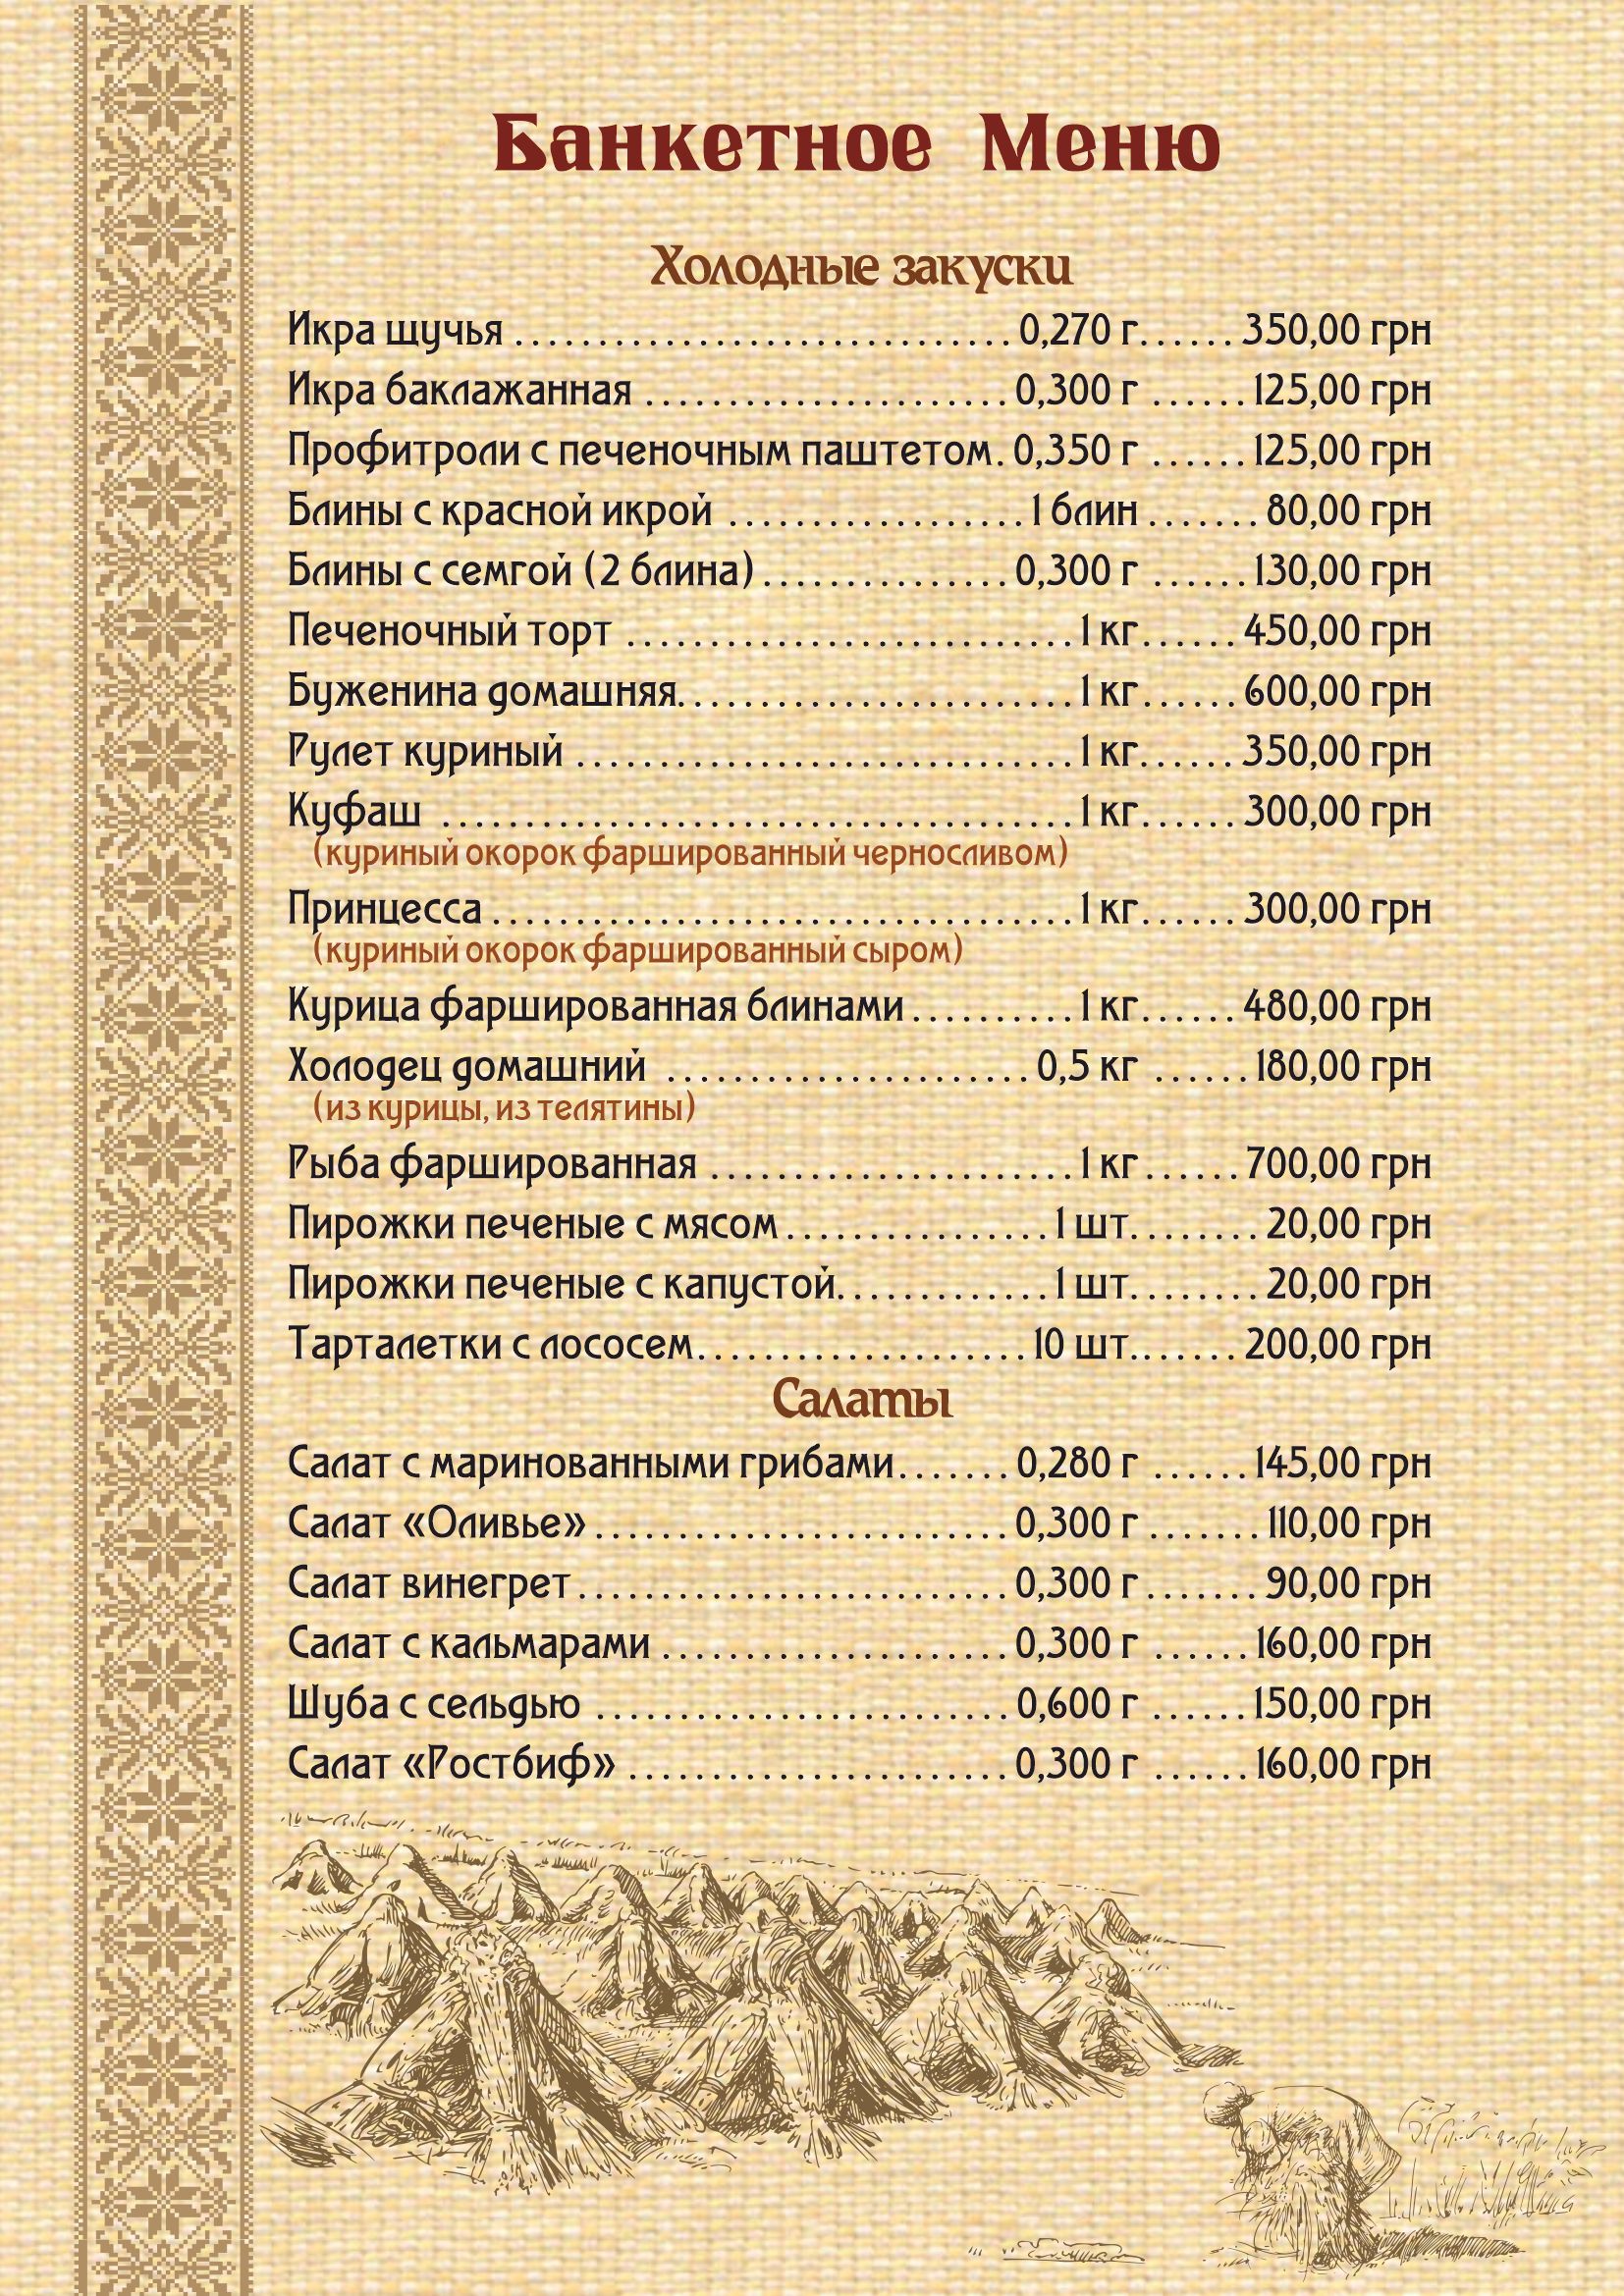 Банкетное Меню
Холодные закуски
Икра щучья .............................. 0,270 г...... 350,00 грн
Икра баклажанная ...................... 0,300 г ...... 125,00 грн
Профитроли с печеночным паштетом. 0,350 г ...... 125,00 грн
Блины с красной икрой .................. 1 блин ....... 80,00 грн
Блины с семгой (2 блина)............... 0,300 г ...... 130,00 грн
Печеночный торт ...........................1 кг...... 450,00 грн
Буженина домашняя........................1 кг...... 600,00 грн
Рулет куриный ..............................1 кг...... 350,00 грн
Куфаш ......................................1 кг...... 300,00 грн
(куриный окорок фаршированный черносливом)
Принцесса ...................................1 кг...... 300,00 грн
(куриный окорок фаршированный сыром)
Курица фаршированная блинами ..........1 кг...... 480,00 грн
Холодец домашний ...................... 0,5 кг ...... 180,00 грн
(из курицы, из телятины)
Рыба фаршированная ......................1 кг...... 700,00 грн
Пирожки печеные с мясом ................1 шт........ 20,00 грн
Пирожки печеные с капустой.............1 шт........ 20,00 грн
Тарталетки с лососем.................... 10 шт....... 200,00 грн
Салаты
Салат с маринованными грибами....... 0,280 г ...... 145,00 грн
Салат «Оливье» ......................... 0,300 г ....... 110,00 грн
Салат винегрет.......................... 0,300 г ....... 90,00 грн
Салат с кальмарами ..................... 0,300 г ...... 160,00 грн
Шуба с сельдью ......................... 0,600 г ...... 150,00 грн
Салат «Ростбиф» ....................... 0,300 г ...... 160,00 грн